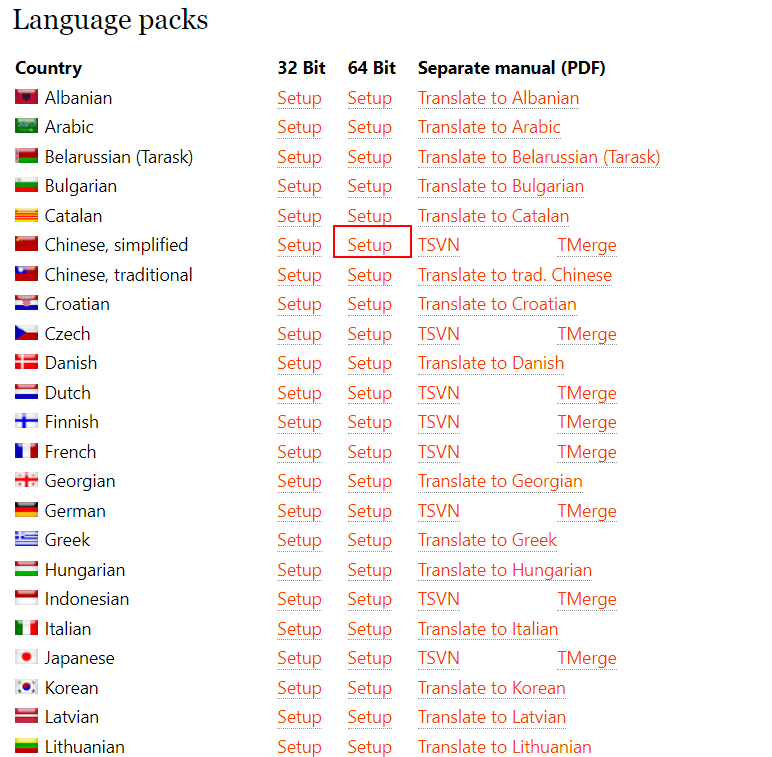 Language packs
Country 32 Bit 64 Bit Separate manual (PDF)
Albanian Setup Setup Translate to Albanian
Arabic Setup Setup Translate to Arabic
Belarussian (Tarask) Setup Setup Translate to Belarussian (Tarask)
Bulgarian Setup Setup Translate to Bulgarian
Catalan Setup Setup Translate to Catalan
Chinese, simplified Setup Setup TSVN TMerge
Chinese, traditional Setup Setup Translate to trad. Chinese
Croatian Setup Setup Translate to Croatian
Czech Setup Setup TSVN TMerge
Danish Setup Setup Translate to Danish
Dutch Setup Setup TSVN TMerge
Finnish Setup Setup TSVN TMerge
French Setup Setup TSVN TMerge
Georgian Setup Setup Translate to Georgian
German Setup Setup TSVN TMerge
Greek Setup Setup Translate to Greek
Hungarian Setup Setup Translate to Hungarian
Indonesian Setup Setup TSVN TMerge
Italian Setup Setup Translate to Italian
Japanese Setup Setup TSVN TMerge
Korean Setup Setup Translate to Korean
Latvian Setup Setup Translate to Latvian
Lithuanian Setup Setup Translate to Lithuanian